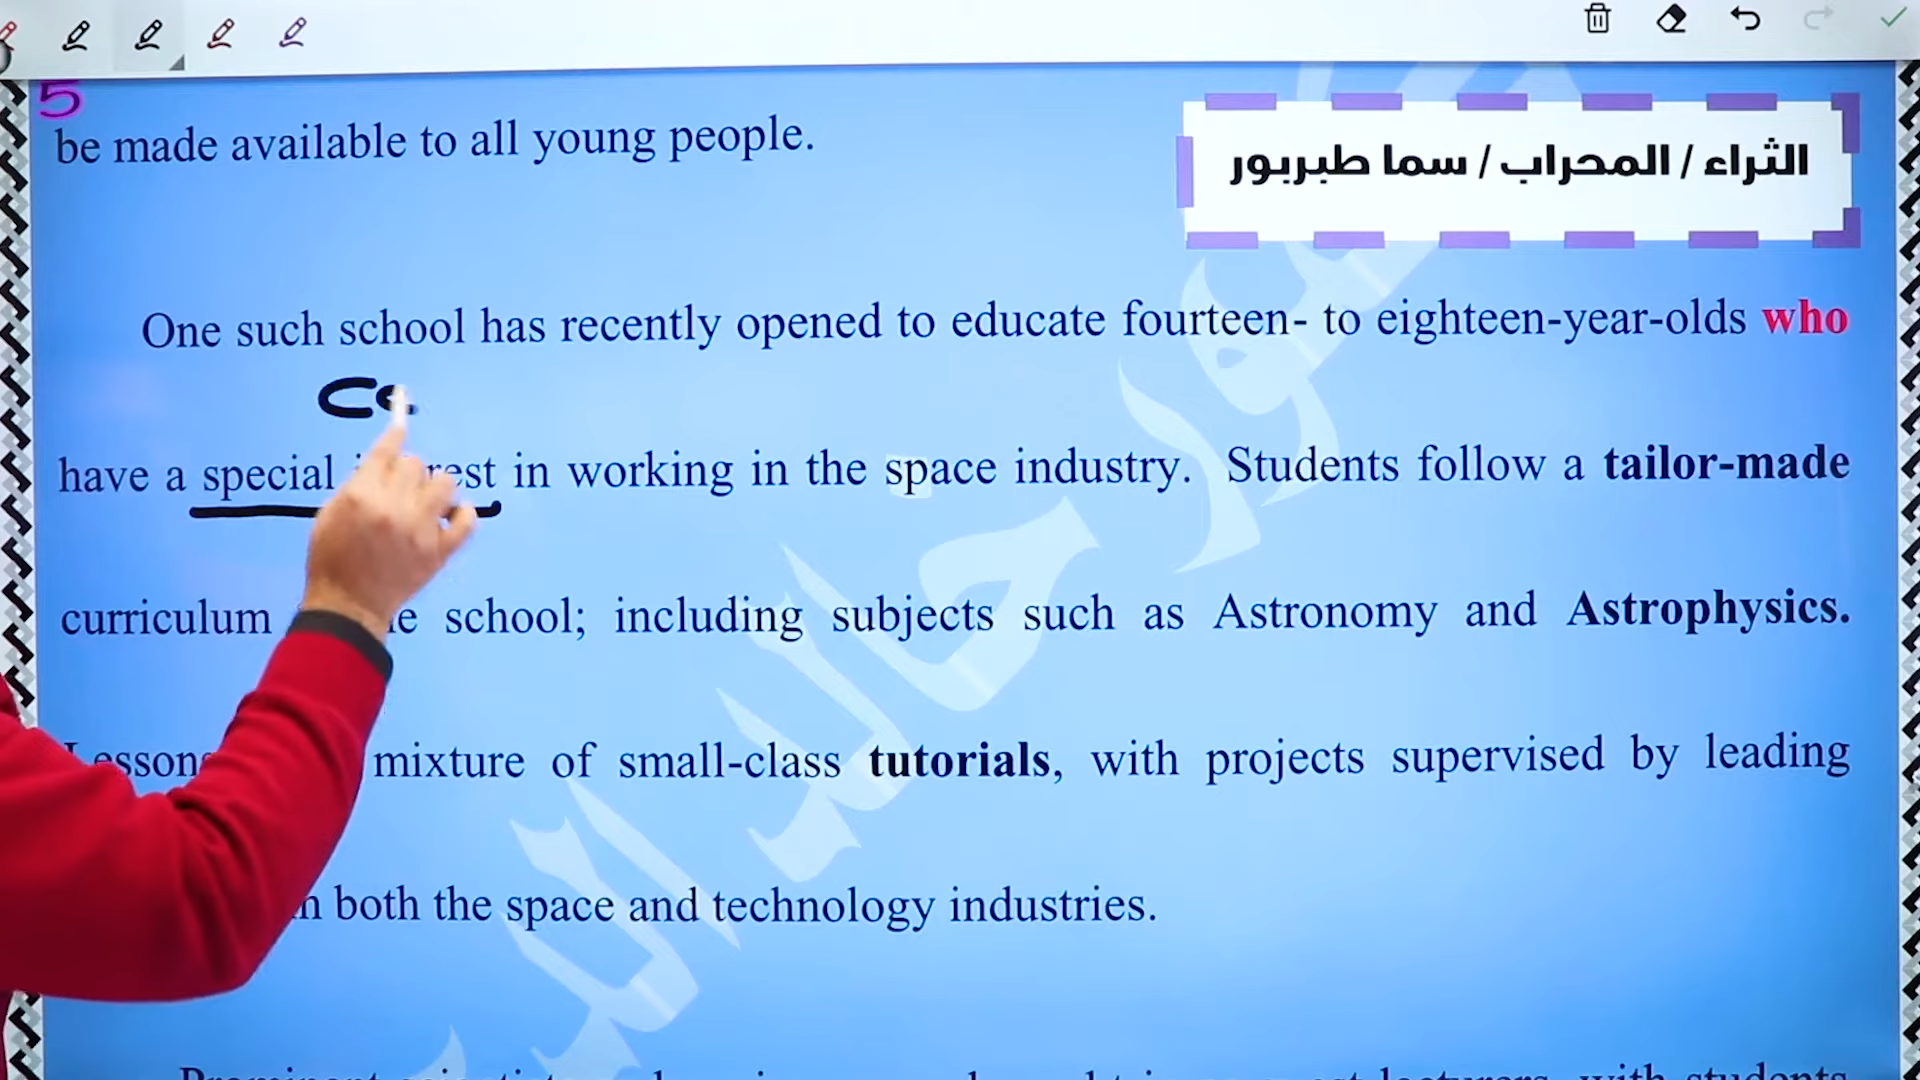 5
be made available to all young people.
الثراء / المحراب / سما طبربور
One such school has recently opened to educate fourteen- to eighteen-year-olds who
have a special in working in the space industry. Students follow a tailor-made
curriculum school; including subjects such as Astronomy and Astrophysics.
mixture of small-class tutorials, with projects supervised by leading
both the space and technology industries.
with students